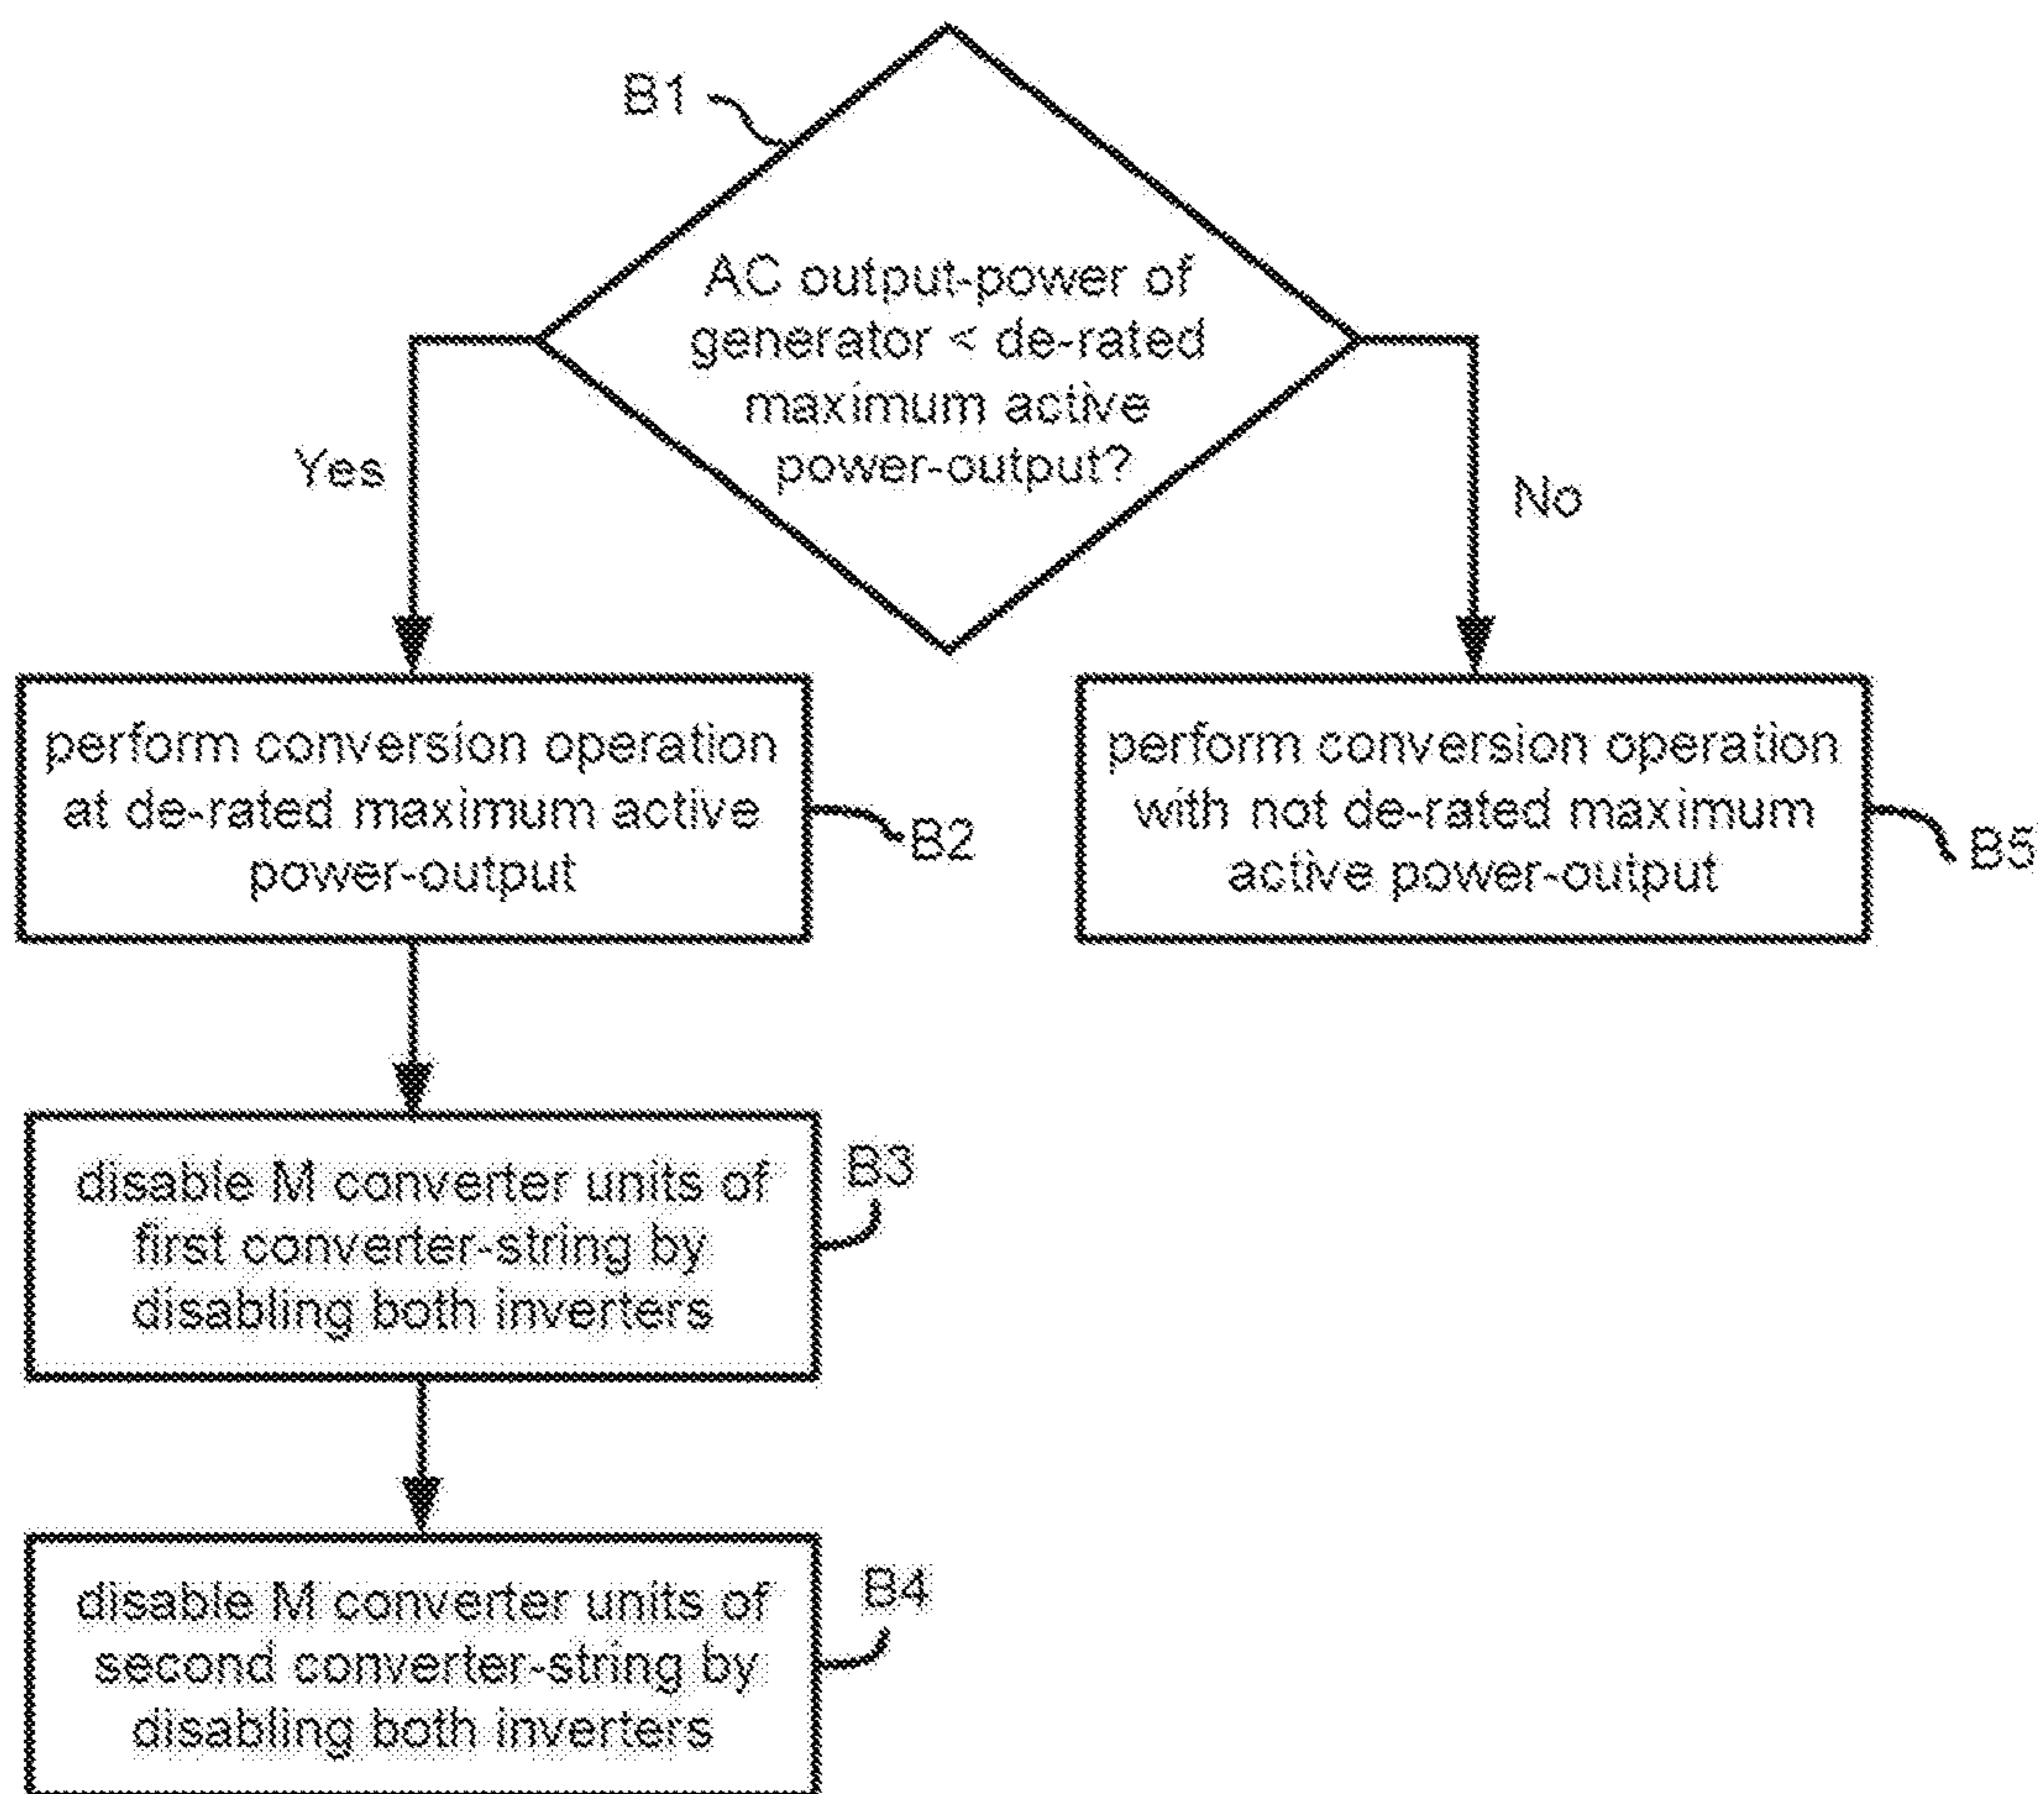 B1
AC output-power of
generator < de-rated
maximum active
power-output?
Yes
No
perform conversion operation
at de-rated maximum active
power-output
B2
perform conversion operation
with not de-rated maximum
active power-output
B5
disable M converter units of
first converter-string by
disabling both inverters
B3
disable M converter units of
second converter-string by
disabling both inverters
B4